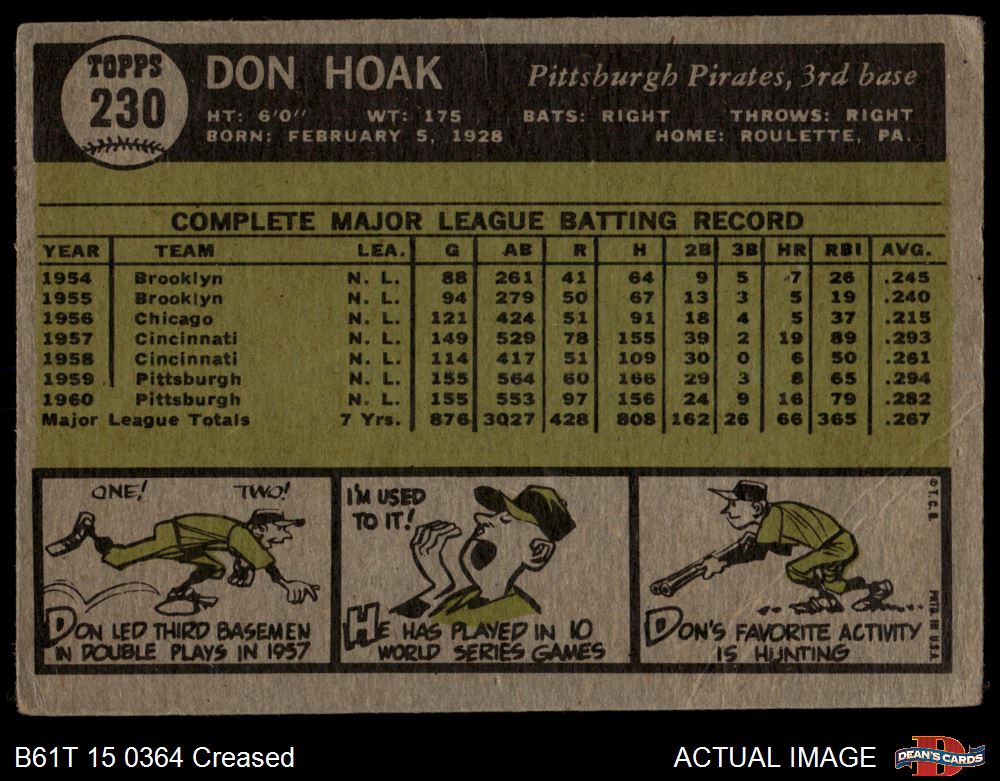 TOPPS
230
DON HOAK
Pittsburgh Pirates, 3rd base
HT: 6'0" WT: 175 BATS: RIGHT THROWS: RIGHT
BORN: FEBRUARY 5, 1928 HOME: ROULETTE, PA.
COMPLETE MAJOR LEAGUE BATTING RECORD
YEAR TEAM LEA. G AB R H 2B 3B HR RBI AVG.
1954 Brooklyn N. L. 88 261 41 64 9 5 7 26 .245
1955 Brooklyn N. L. 94 279 50 67 13 3 5 19 .240
1956 Chicago N. L. 121 424 51 91 18 4 5 37 .215
1957 Cincinnati N. L. 149 529 78 155 39 2 19 89 .293
1958 Cincinnati N. L. 114 417 51 109 30 0 6 50 .261
1959 Pittsburgh N. L. 155 564 60 166 29 3 8 65 .294
1960 Pittsburgh N. L. 155 553 97 156 24 9 16 79 .282
Major League Totals 7 Yrs. 876 3027 428 808 162 26 66 365 .267
ONE! TWO!
DON LED THIRD BASEMEN
IN DOUBLE PLAYS IN 1957
I'M USED
TO IT!
HE HAS PLAYED IN 10
WORLD SERIES GAMES
DON'S FAVORITE ACTIVITY
IS HUNTING
© T. C. G.
PRTD. IN U.S.A.
B61T 15 0364 Creased
ACTUAL IMAGE
D
DEAN'S CARDS